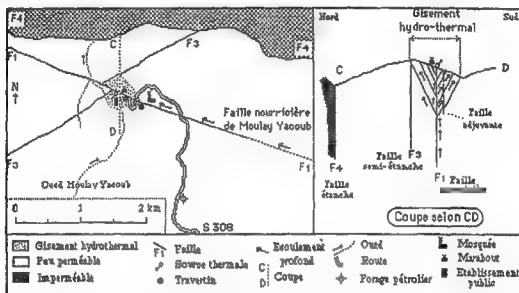 F4
C
F3
F4
F1
N
D
Faille nourricière
de Moulay Yacoub
F3
Oued Moulay Yacoub
F1
0 1 2 km
S 308
Nord
Gisement
hydro-thermal
Sud
C
D
Faille
adjuvante
F4
Faille
étanche
F3
Faille
semi-étanche
F1
Faille
Coupe selon CD
Gisement hydrothermal
Peu perméable
Imperméable
F1 Faille
Source thermale
Travertin
Ecoulement
profond
C
D
Coupe
Oued
Route
Forage pétrolier
Mosquée
Marabout
Etablissement
public